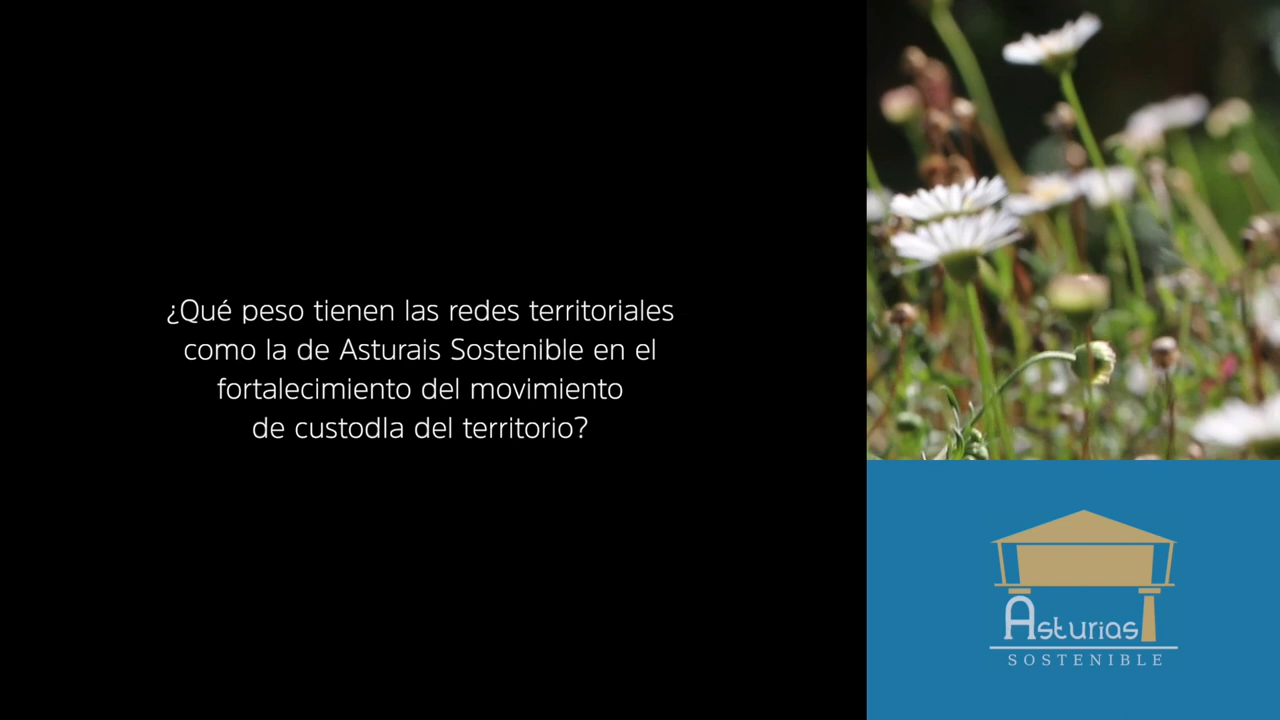 ¿Qué peso tienen las redes territoriales
como la de Asturais Sostenible en el
fortalecimiento del movimiento
de custodla del territorio?
Asturias
SOSTENIBLE